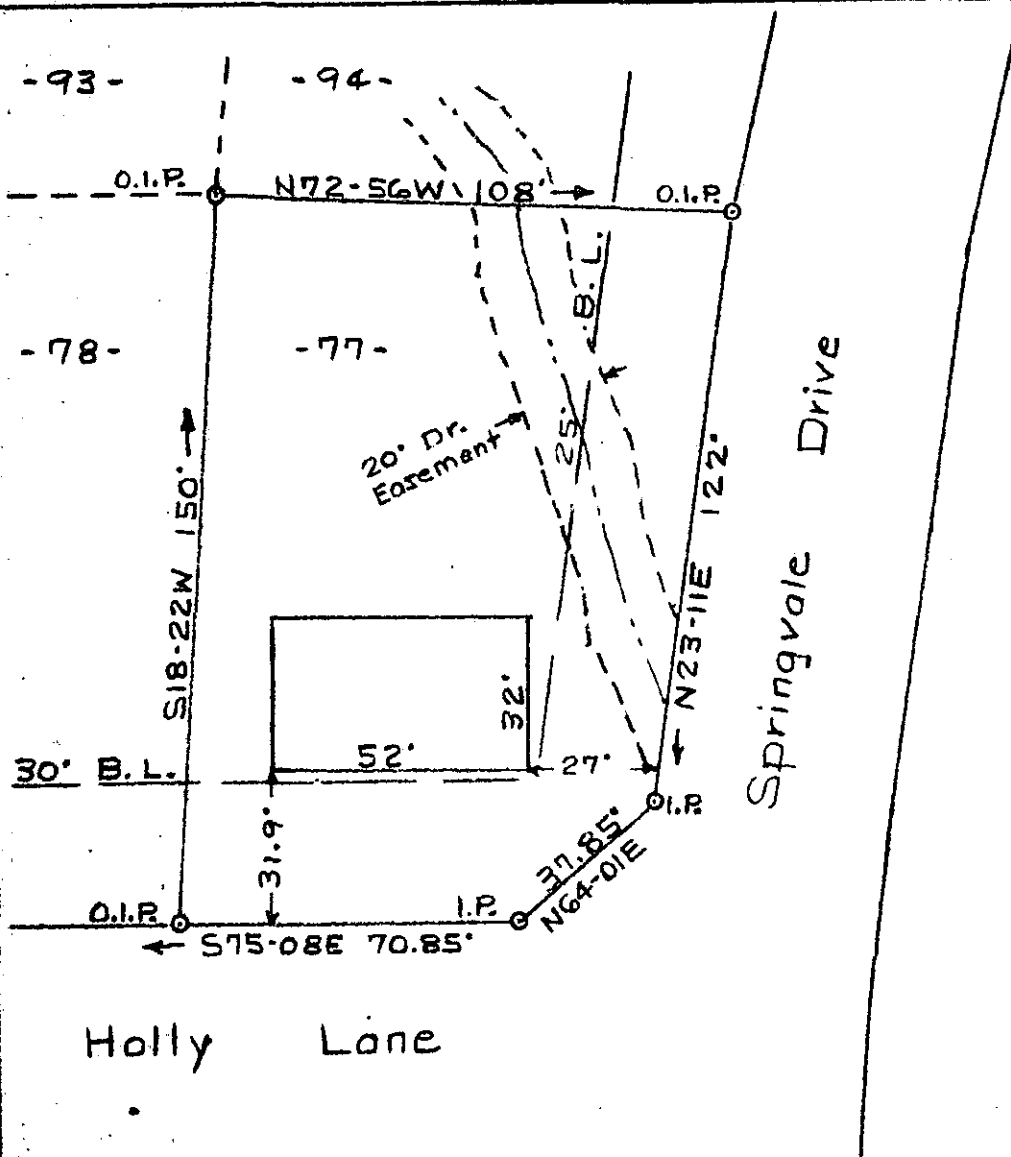 -93-
-94-
O.I.P.
N72-56W 108'
O.I.P.
B. L.
-78-
-77-
Drive
20' Dr.
Easement
25'
N23-11E 122'
S18-22W 150'
Springvale
32'
52'
27'
30' B. L.
I.P.
31.9'
37.85'
N64-01E
O.I.P.
I.P.
S75-08E 70.85'
Holly Lane